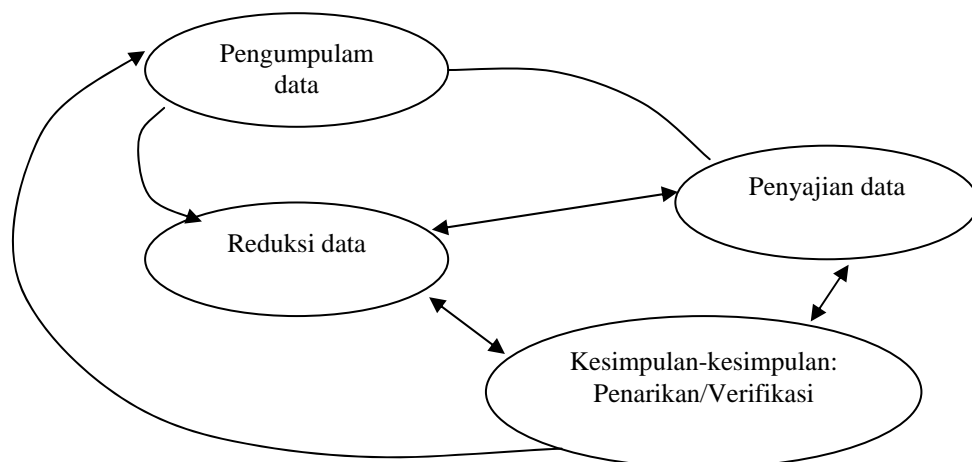 Pengumpulam
data
Penyajian data
Reduksi data
Kesimpulan-kesimpulan:
Penarikan/Verifikasi